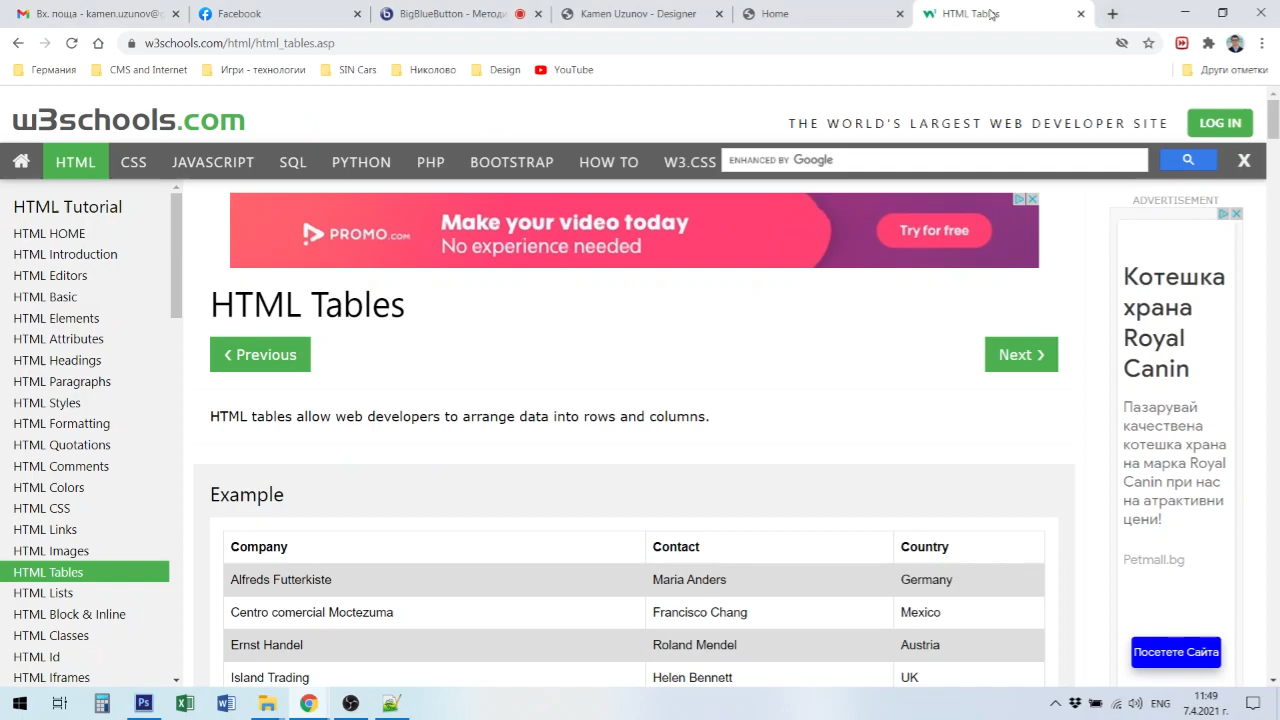 Вх. поща - kamen.uzunov@g
Facebook
BigBlueButton - Методи
Kamen Uzunov - Designer
Home
HTML Tables
w3schools.com/html/html_tables.asp
Германия
CMS and Internet
Игри - технологии
SIN Cars
Николово
Design
YouTube
Други отметки
w3schools.com
THE WORLD'S LARGEST WEB DEVELOPER SITE
LOG IN
HTML
CSS
JAVASCRIPT
SQL
PYTHON
PHP
BOOTSTRAP
HOW TO
W3.CSS
ENHANCED BY Google
X
HTML Tutorial
HTML HOME
HTML Introduction
HTML Editors
HTML Basic
HTML Elements
HTML Attributes
HTML Headings
HTML Paragraphs
HTML Styles
HTML Formatting
HTML Quotations
HTML Comments
HTML Colors
HTML CSS
HTML Links
HTML Images
HTML Tables
HTML Lists
HTML Block & Inline
HTML Classes
HTML Id
HTML Iframes
PROMO.com
Make your video today
No experience needed
Try for free
HTML Tables
❮ Previous
Next ❯
HTML tables allow web developers to arrange data into rows and columns.
Example
Company Contact Country
Alfreds Futterkiste Maria Anders Germany
Centro comercial Moctezuma Francisco Chang Mexico
Ernst Handel Roland Mendel Austria
Island Trading Helen Bennett UK
ADVERTISEMENT
Котешка
храна
Royal
Canin
Пазарувай
качествена
котешка храна
на марка Royal
Canin при нас
на атрактивни
цени!
Petmall.bg
Посетете Сайта
ENG
11:49
7.4.2021 г.